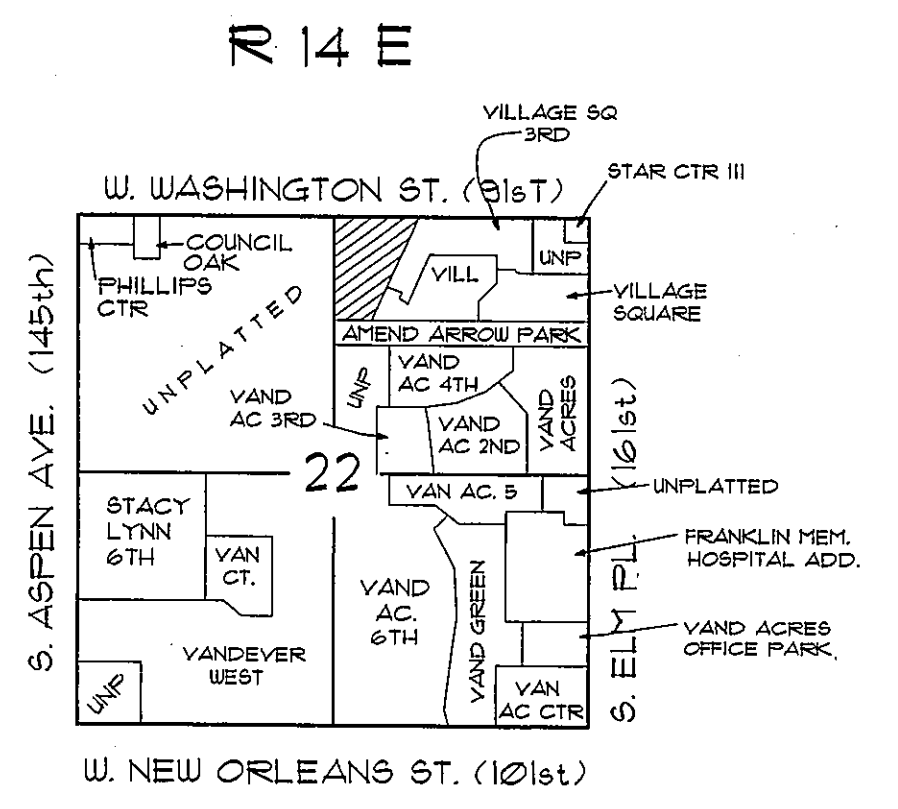 R 14 E
VILLAGE SQ
3RD
STAR CTR III
W. WASHINGTON ST. (91sT)
COUNCIL
OAK
PHILLIPS
CTR
UNP
VILL
VILLAGE
SQUARE
UNPLATTED
AMEND ARROW PARK
S. ASPEN AVE. (145th)
VAND
AC 4TH
UNP
VAND
AC 3RD
VAND
AC 2ND
VAND
ACRES
22
S. ELM PL. (161st)
VAN AC. 5
UNPLATTED
STACY
LYNN
6TH
VAN
CT.
FRANKLIN MEM.
HOSPITAL ADD.
VAND
AC.
6TH
VAND GREEN
VAND ACRES
OFFICE PARK.
VANDEVER
WEST
UNP
VAN
AC CTR
W. NEW ORLEANS ST. (101st)